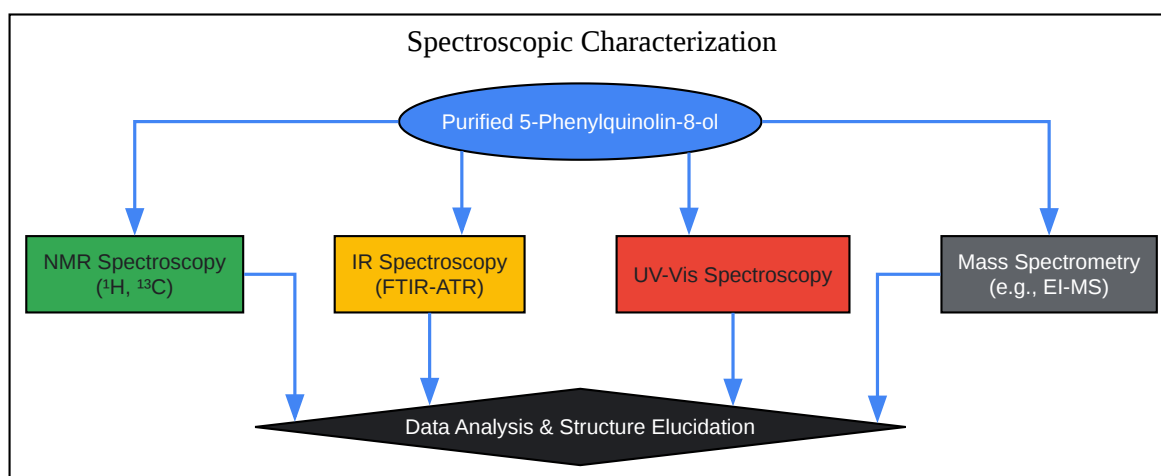 Spectroscopic Characterization
Purified 5-Phenylquinolin-8-ol
NMR Spectroscopy
(¹H, ¹³C)
IR Spectroscopy
(FTIR-ATR)
UV-Vis Spectroscopy
Mass Spectrometry
(e.g., EI-MS)
Data Analysis & Structure Elucidation